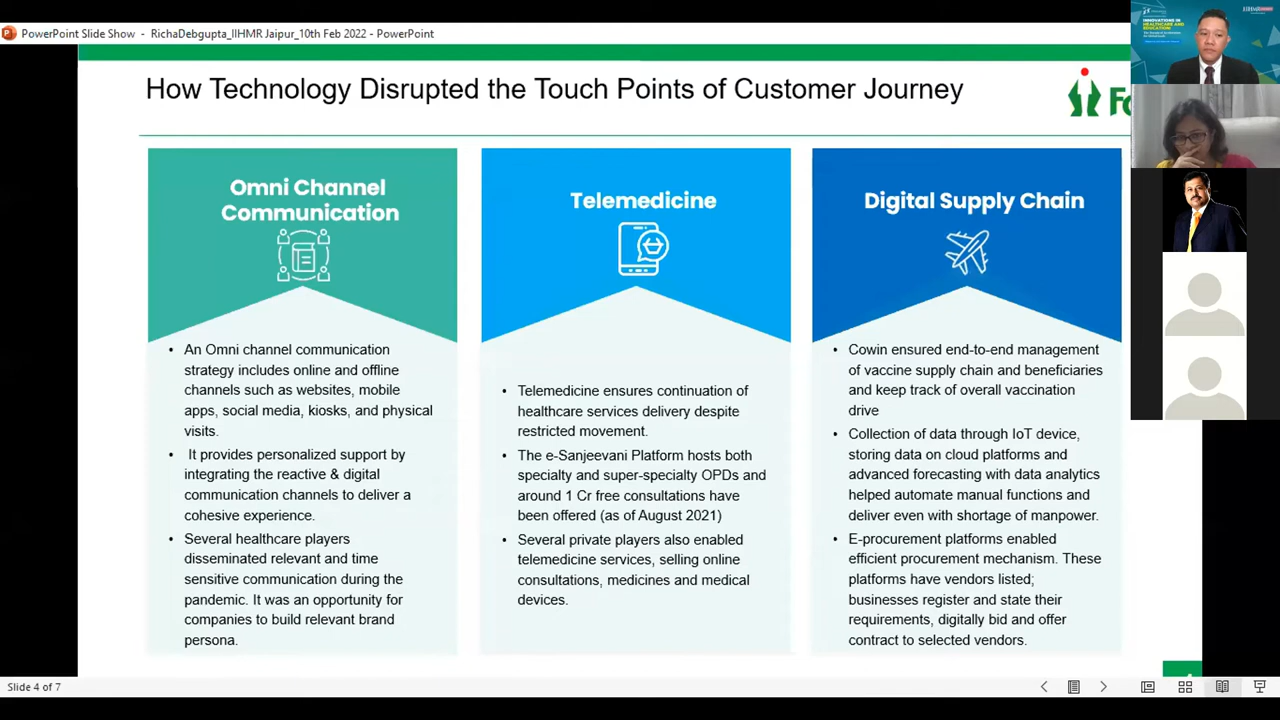 PowerPoint Slide Show - RichaDebgupta_IIHMR Jaipur_10th Feb 2022 - PowerPoint
How Technology Disrupted the Touch Points of Customer Journey
Fo
INNOVATIONS IN
HEALTHCARE AND
EDUCATION
Omni Channel
Communication
An Omni channel communication
strategy includes online and offline
channels such as websites, mobile
apps, social media, kiosks, and physical
visits.
It provides personalized support by
integrating the reactive & digital
communication channels to deliver a
cohesive experience.
Several healthcare players
disseminated relevant and time
sensitive communication during the
pandemic. It was an opportunity for
companies to build relevant brand
persona.
Telemedicine
Telemedicine ensures continuation of
healthcare services delivery despite
restricted movement.
The e-Sanjeevani Platform hosts both
specialty and super-specialty OPDs and
around 1 Cr free consultations have
been offered (as of August 2021)
Several private players also enabled
telemedicine services, selling online
consultations, medicines and medical
devices.
Digital Supply Chain
Cowin ensured end-to-end management
of vaccine supply chain and beneficiaries
and keep track of overall vaccination
drive
Collection of data through IoT device,
storing data on cloud platforms and
advanced forecasting with data analytics
helped automate manual functions and
deliver even with shortage of manpower.
E-procurement platforms enabled
efficient procurement mechanism. These
platforms have vendors listed;
businesses register and state their
requirements, digitally bid and offer
contract to selected vendors.
Slide 4 of 7